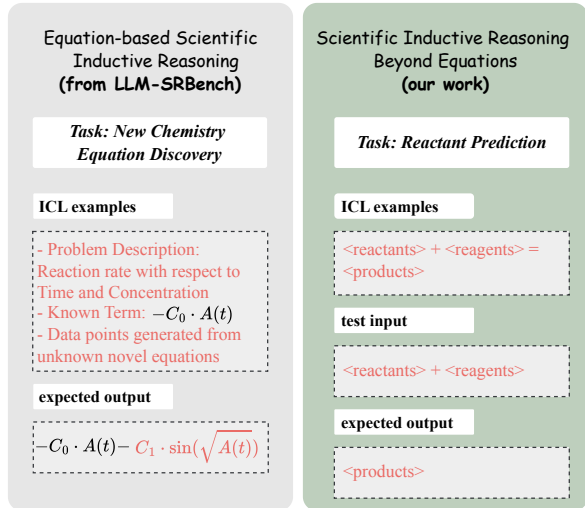 Equation-based Scientific
Inductive Reasoning
(from LLM-SRBench)
Task: New Chemistry
Equation Discovery
ICL examples
- Problem Description:
Reaction rate with respect to
Time and Concentration
- Known Term: −C₀ · A(t)
- Data points generated from
unknown novel equations
expected output
−C₀ · A(t)− C₁ · sin(√A(t))
Scientific Inductive Reasoning
Beyond Equations
(our work)
Task: Reactant Prediction
ICL examples
<reactants> + <reagents> =
<products>
test input
<reactants> + <reagents>
expected output
<products>